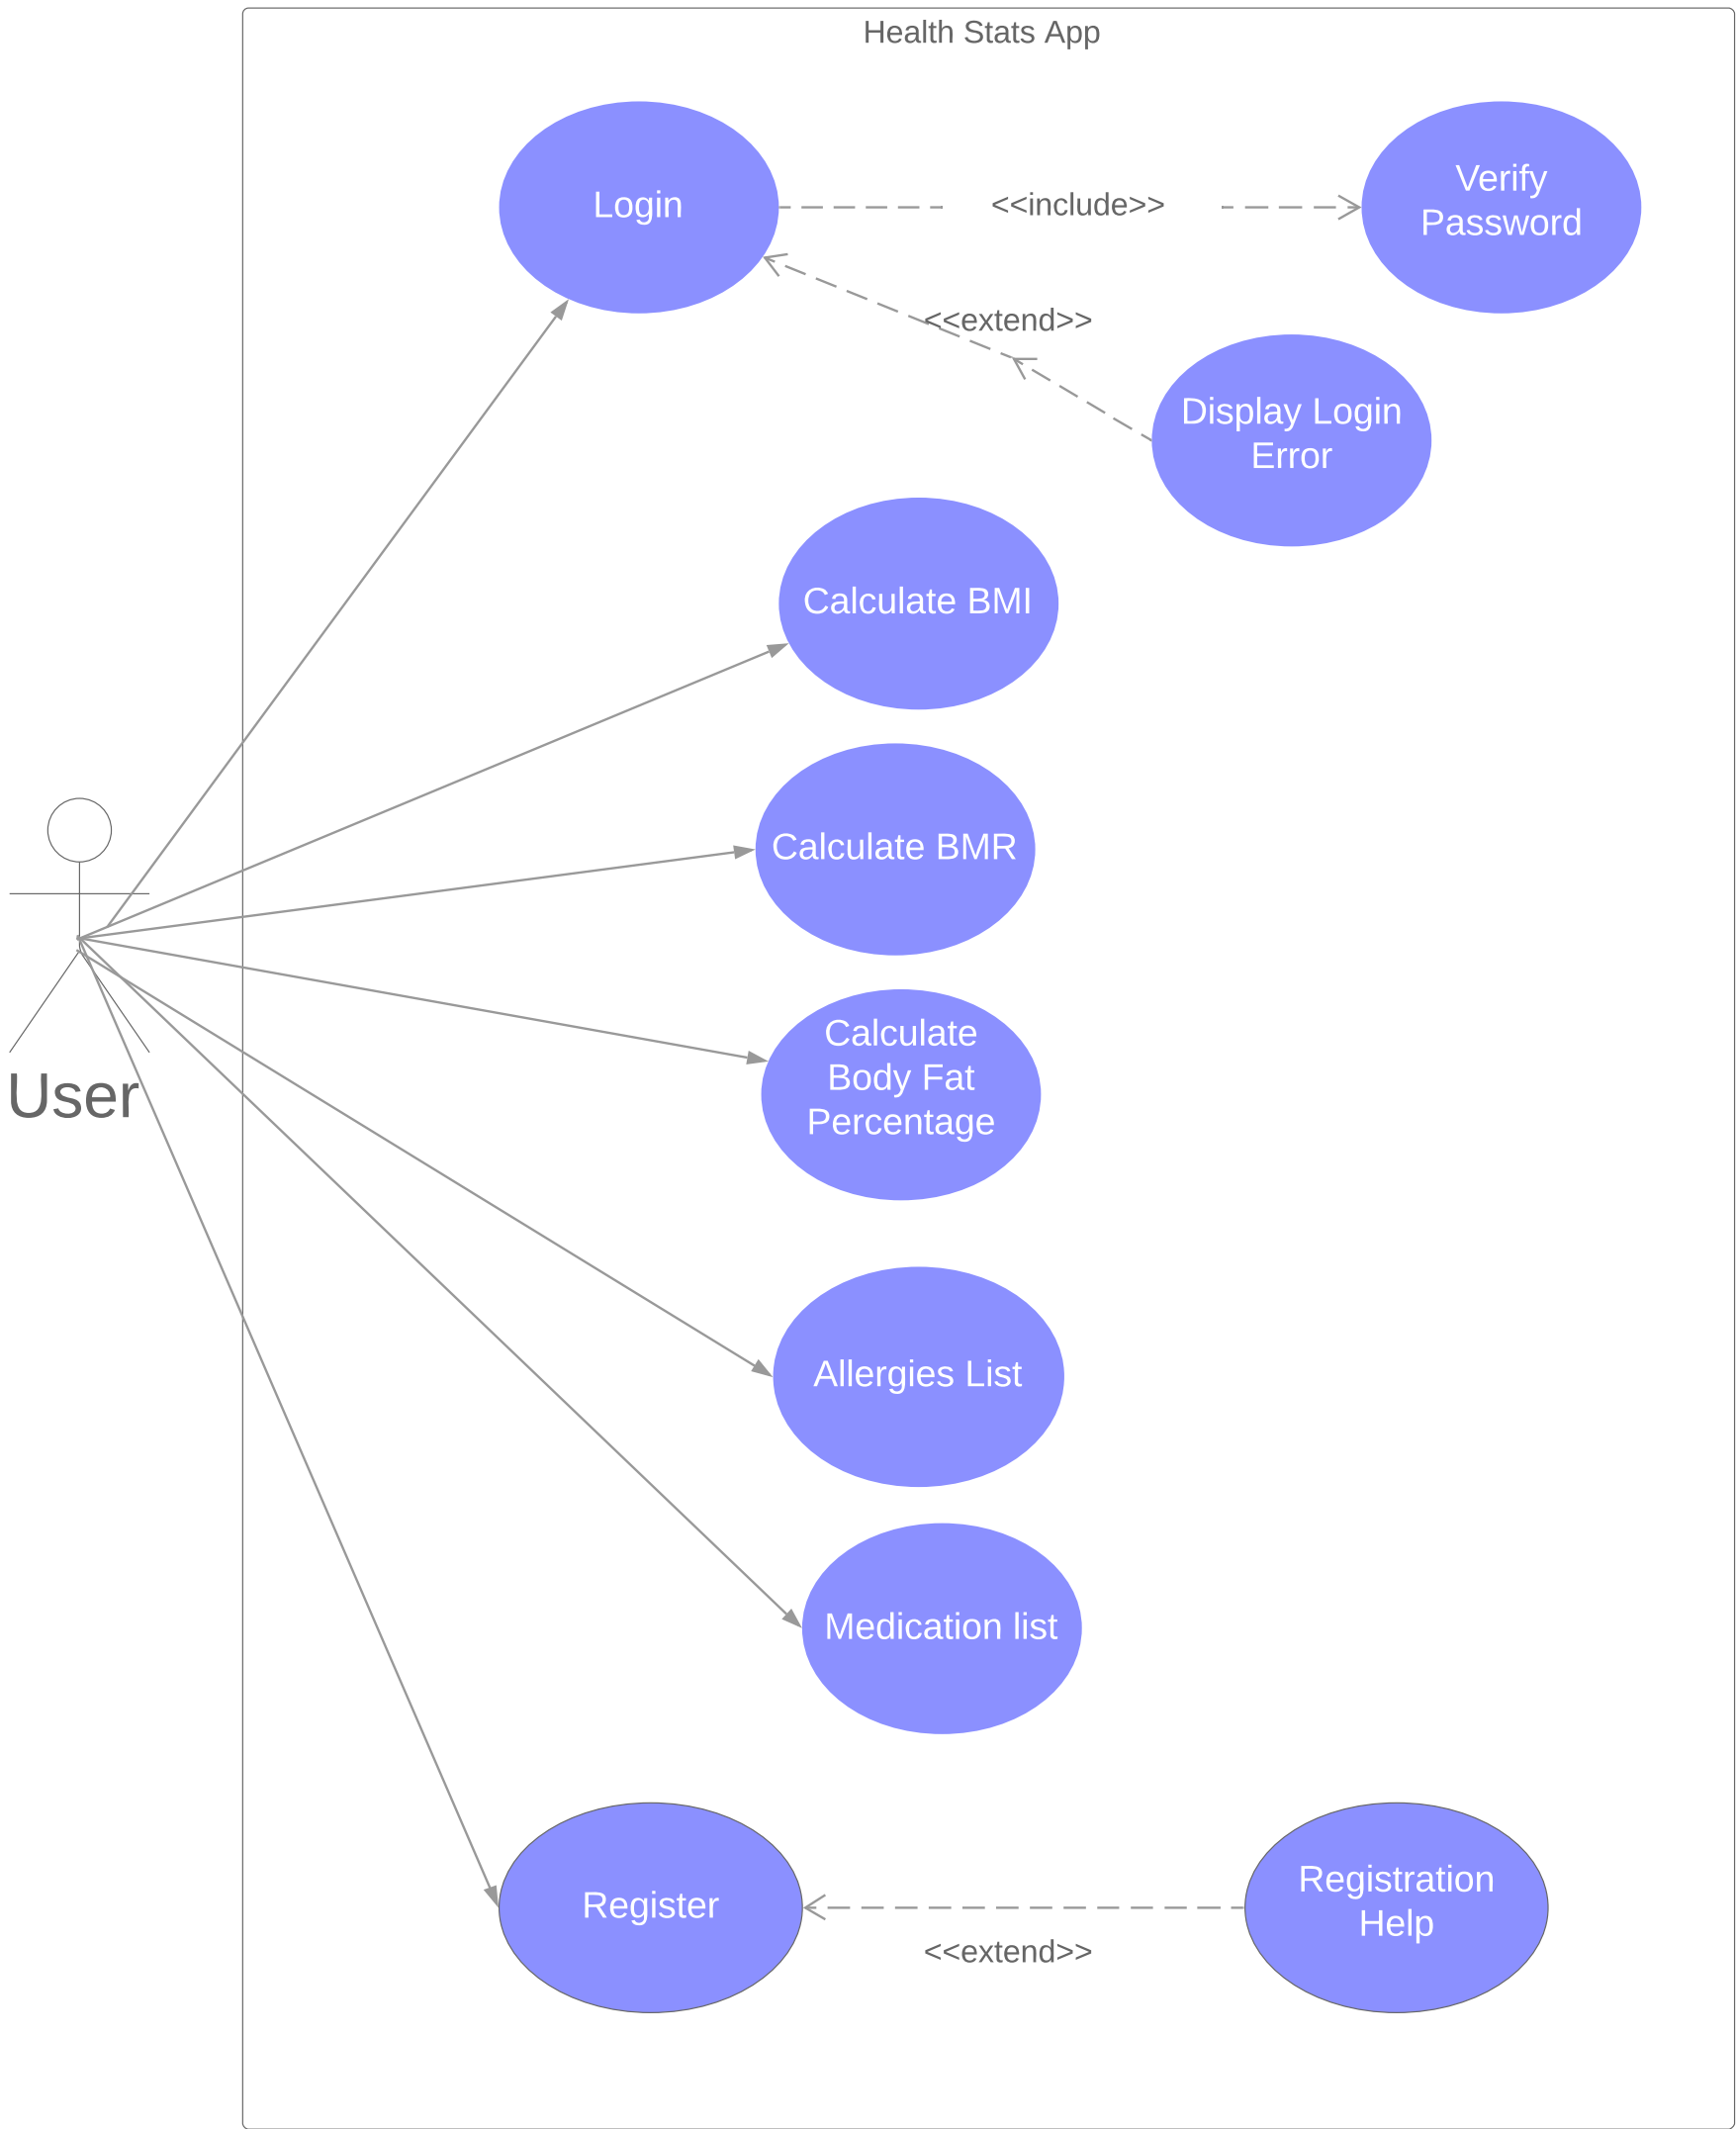 Health Stats App
Login
<<include>>
Verify
Password
<<extend>>
Display Login
Error
Calculate BMI
Calculate BMR
Calculate
Body Fat
Percentage
User
Allergies List
Medication list
Register
Registration
Help
<<extend>>